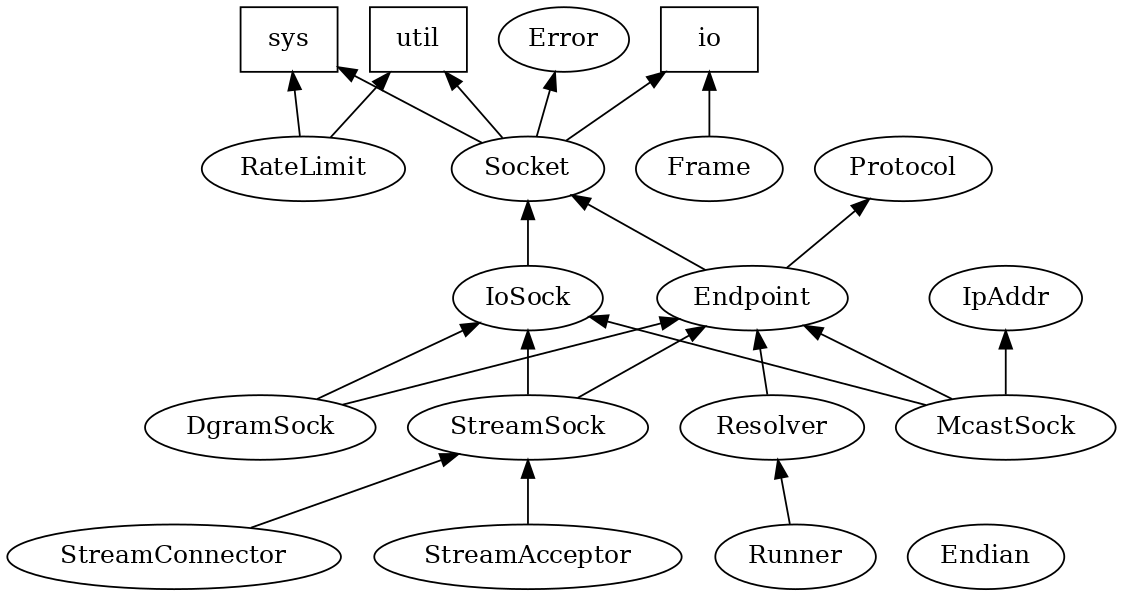 sys
util
Error
io
RateLimit
Socket
Frame
Protocol
IoSock
Endpoint
IpAddr
DgramSock
StreamSock
Resolver
McastSock
StreamConnector
StreamAcceptor
Runner
Endian